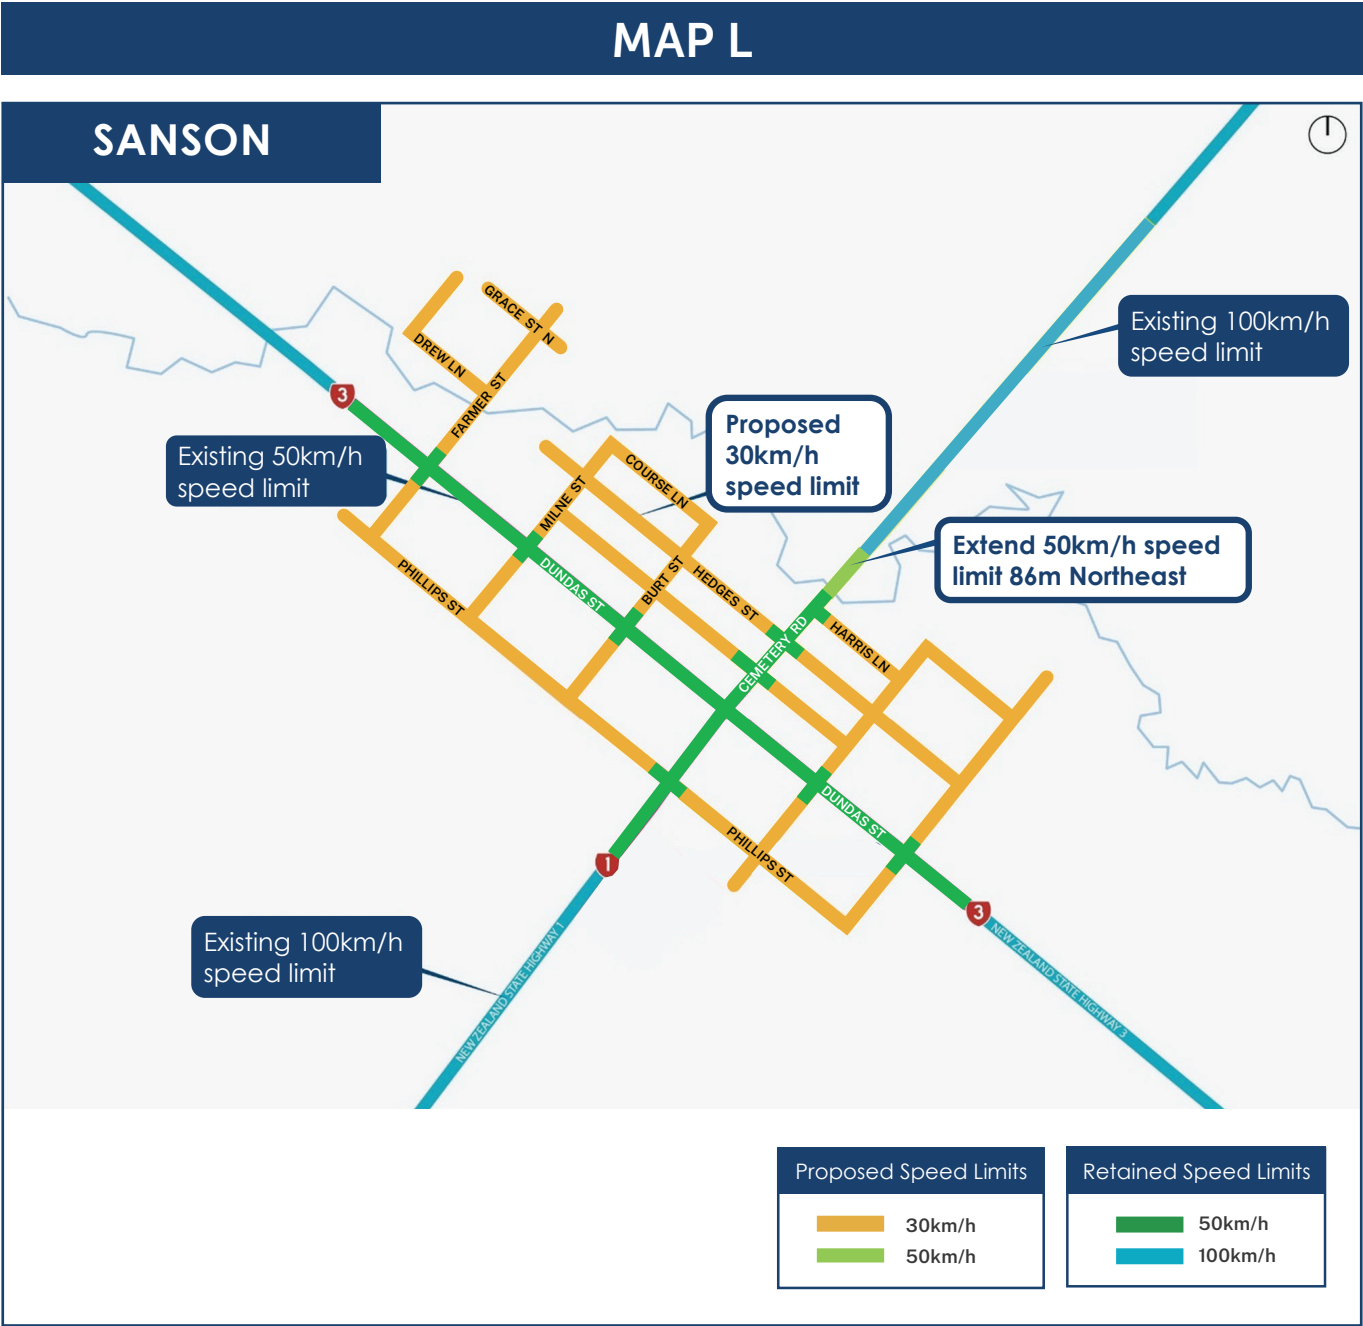 MAP L
SANSON
GRACE ST N
DREW LN
FARMER ST
3
Existing 100km/h
speed limit
Existing 50km/h
speed limit
Proposed
30km/h
speed limit
COURSE LN
MILNE ST
Extend 50km/h speed
limit 86m Northeast
PHILLIPS ST
DUNDAS ST
BURT ST
HEDGES ST
CEMETERY RD
HARRIS LN
DUNDAS ST
PHILLIPS ST
1
3
Existing 100km/h
speed limit
NEW ZEALAND STATE HIGHWAY 1
NEW ZEALAND STATE HIGHWAY 3
Proposed Speed Limits
30km/h
50km/h
Retained Speed Limits
50km/h
100km/h